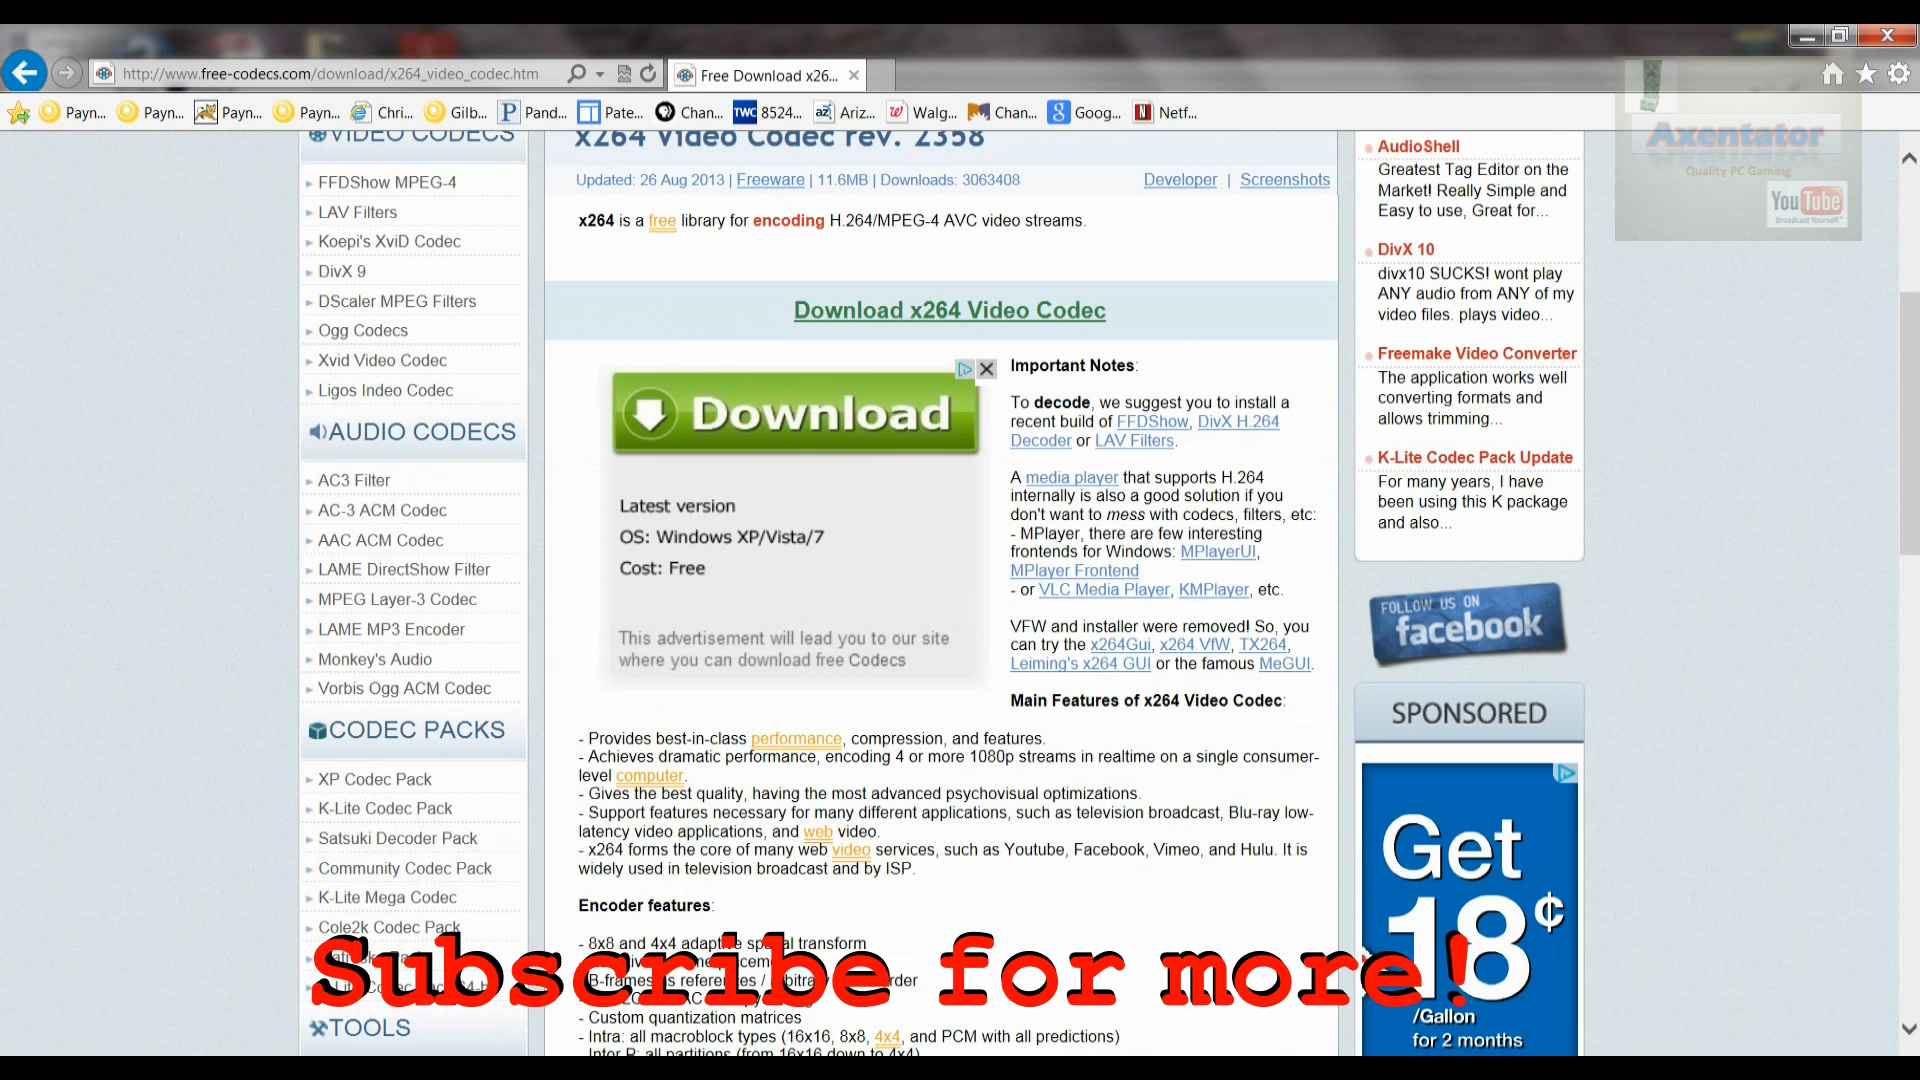 http://www.free-codecs.com/download/x264_video_codec.htm
Free Download x26...
Payn...
Payn...
Payn...
Payn...
Chri...
Gilb...
Pand...
Pate...
Chan...
TWC 8524...
Ariz...
Walg...
Chan...
Goog...
Netf...
Axentator
Quality PC Gaming
YouTube
Broadcast Yourself™
VIDEO CODECS
FFDShow MPEG-4
LAV Filters
Koepi's XviD Codec
DivX 9
DScaler MPEG Filters
Ogg Codecs
Xvid Video Codec
Ligos Indeo Codec
AUDIO CODECS
AC3 Filter
AC-3 ACM Codec
AAC ACM Codec
LAME DirectShow Filter
MPEG Layer-3 Codec
LAME MP3 Encoder
Monkey's Audio
Vorbis Ogg ACM Codec
CODEC PACKS
XP Codec Pack
K-Lite Codec Pack
Satsuki Decoder Pack
Community Codec Pack
K-Lite Mega Codec
Cole2k Codec Pack
TOOLS
x264 Video Codec rev. 2358
Updated: 26 Aug 2013 | Freeware | 11.6MB | Downloads: 3063408
Developer | Screenshots
x264 is a free library for encoding H.264/MPEG-4 AVC video streams.
Download x264 Video Codec
Download
Latest version
OS: Windows XP/Vista/7
Cost: Free
This advertisement will lead you to our site
where you can download free Codecs
Important Notes:
To decode, we suggest you to install a
recent build of FFDShow, DivX H.264
Decoder or LAV Filters.
A media player that supports H.264
internally is also a good solution if you
don't want to mess with codecs, filters, etc:
- MPlayer, there are few interesting
frontends for Windows: MPlayerUI,
MPlayer Frontend
- or VLC Media Player, KMPlayer, etc.
VFW and installer were removed! So, you
can try the x264Gui, x264 VfW, TX264,
Leiming's x264 GUI or the famous MeGUI.
Main Features of x264 Video Codec:
- Provides best-in-class performance, compression, and features.
- Achieves dramatic performance, encoding 4 or more 1080p streams in realtime on a single consumer-
level computer.
- Gives the best quality, having the most advanced psychovisual optimizations.
- Support features necessary for many different applications, such as television broadcast, Blu-ray low-
latency video applications, and web video.
- x264 forms the core of many web video services, such as Youtube, Facebook, Vimeo, and Hulu. It is
widely used in television broadcast and by ISP.
Encoder features:
- 8x8 and 4x4 adaptive spatial transform
- Custom quantization matrices
- Intra: all macroblock types (16x16, 8x8, 4x4, and PCM with all predictions)
- Inter P: all partitions (from 16x16 down to 4x4)
Subscribe for more!
AudioShell
Greatest Tag Editor on the
Market! Really Simple and
Easy to use, Great for...
DivX 10
divx10 SUCKS! wont play
ANY audio from ANY of my
video files. plays video...
Freemake Video Converter
The application works well
converting formats and
allows trimming...
K-Lite Codec Pack Update
For many years, I have
been using this K package
and also...
FOLLOW US ON
facebook
SPONSORED
Get
18¢
/Gallon
for 2 months